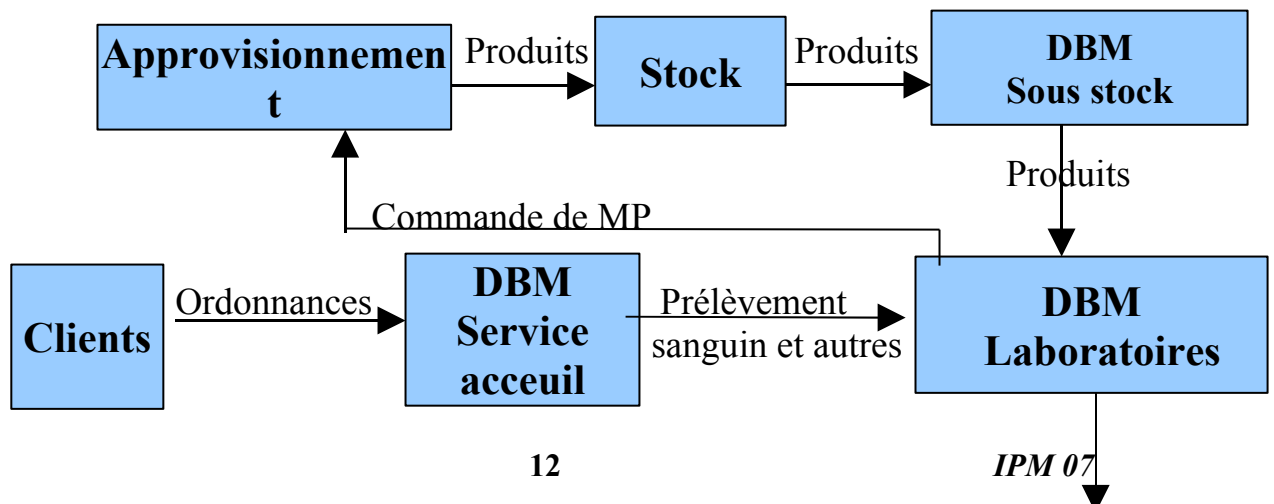 Approvisionnemen
t
Produits
Stock
Produits
DBM
Sous stock
Produits
Commande de MP
Clients
Ordonnances
DBM
Service
acceuil
Prélèvement
sanguin et autres
DBM
Laboratoires
12
IPM 07